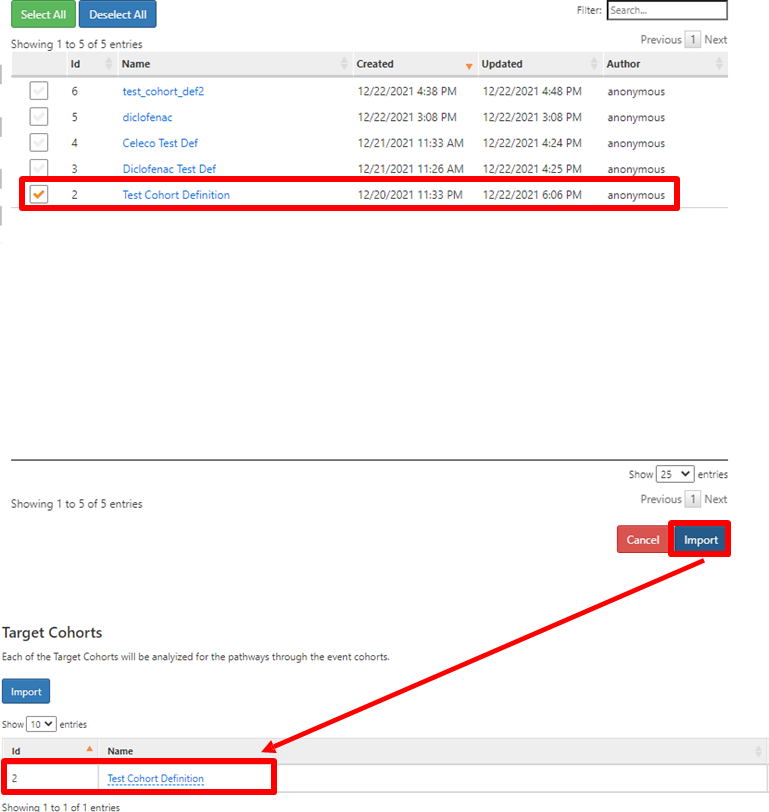 Select All Deselect All Filter: Search...
Showing 1 to 5 of 5 entries Previous 1 Next
Id Name Created Updated Author
6 test_cohort_def2 12/22/2021 4:38 PM 12/22/2021 4:48 PM anonymous
5 diclofenac 12/22/2021 3:08 PM 12/22/2021 3:08 PM anonymous
4 Celeco Test Def 12/21/2021 11:33 AM 12/22/2021 4:24 PM anonymous
3 Diclofenac Test Def 12/21/2021 11:26 AM 12/22/2021 4:25 PM anonymous
2 Test Cohort Definition 12/20/2021 11:33 PM 12/22/2021 6:06 PM anonymous
Show 25 entries
Showing 1 to 5 of 5 entries Previous 1 Next
Cancel Import
Target Cohorts
Each of the Target Cohorts will be analyized for the pathways through the event cohorts.
Import
Show 10 entries
Id Name
2 Test Cohort Definition
Showing 1 to 1 of 1 entries